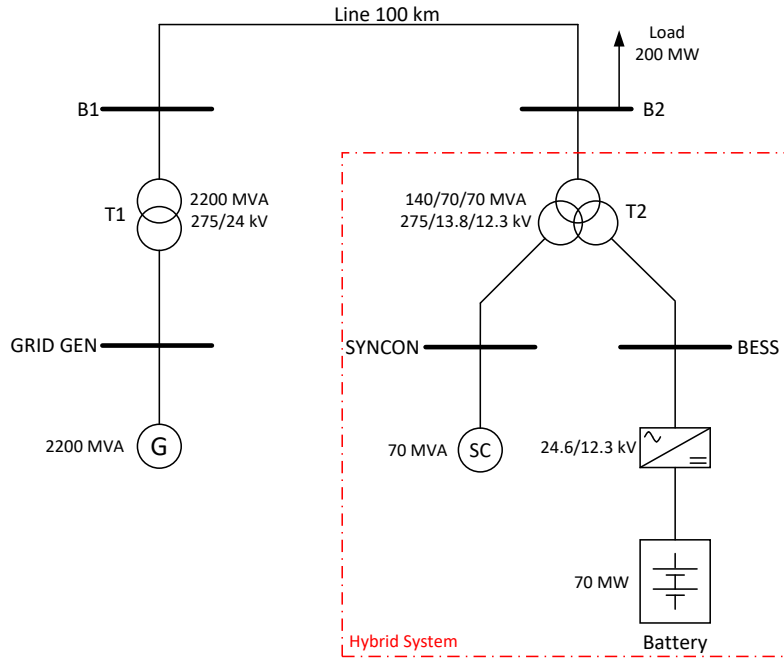 Line 100 km
Load
200 MW
B1
B2
T1
2200 MVA
275/24 kV
140/70/70 MVA
275/13.8/12.3 kV
T2
GRID GEN
SYNCON
BESS
2200 MVA
G
70 MVA
SC
24.6/12.3 kV
70 MW
Hybrid System
Battery